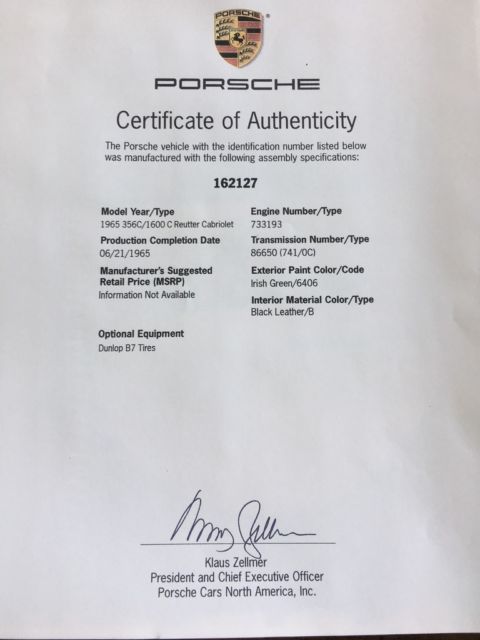 PORSCHE
PORSCHE
Certificate of Authenticity
The Porsche vehicle with the identification number listed below
was manufactured with the following assembly specifications:
162127
Model Year/Type
1965 356C/1600 C Reutter Cabriolet
Production Completion Date
06/21/1965
Manufacturer's Suggested
Retail Price (MSRP)
Information Not Available
Engine Number/Type
733193
Transmission Number/Type
86650 (741/0C)
Exterior Paint Color/Code
Irish Green/6406
Interior Material Color/Type
Black Leather/B
Optional Equipment
Dunlop B7 Tires
Klaus Zellmer
President and Chief Executive Officer
Porsche Cars North America, Inc.